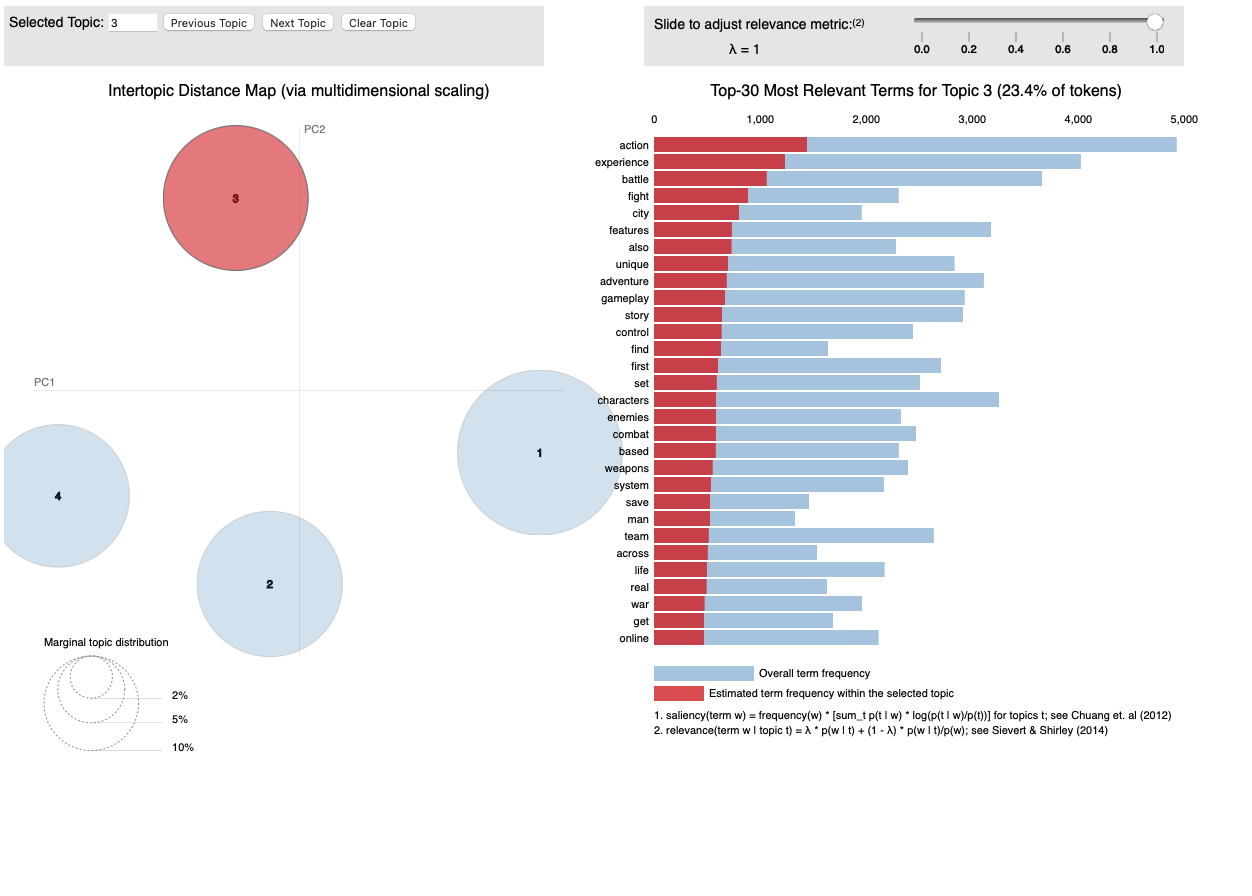 Selected Topic: 3 Previous Topic Next Topic Clear Topic
Slide to adjust relevance metric:(2)
λ = 1
0.0 0.2 0.4 0.6 0.8 1.0
Intertopic Distance Map (via multidimensional scaling)
PC2
PC1
3
1
4
2
Marginal topic distribution
2%
5%
10%
Top-30 Most Relevant Terms for Topic 3 (23.4% of tokens)
0 1,000 2,000 3,000 4,000 5,000
action
experience
battle
fight
city
features
also
unique
adventure
gameplay
story
control
find
first
set
characters
enemies
combat
based
weapons
system
save
man
team
across
life
real
war
get
online
Overall term frequency
Estimated term frequency within the selected topic
1. saliency(term w) = frequency(w) * [sum_t p(t | w) * log(p(t | w)/p(t))] for topics t; see Chuang et. al (2012)
2. relevance(term w | topic t) = λ * p(w | t) + (1 - λ) * p(w | t)/p(w); see Sievert & Shirley (2014)